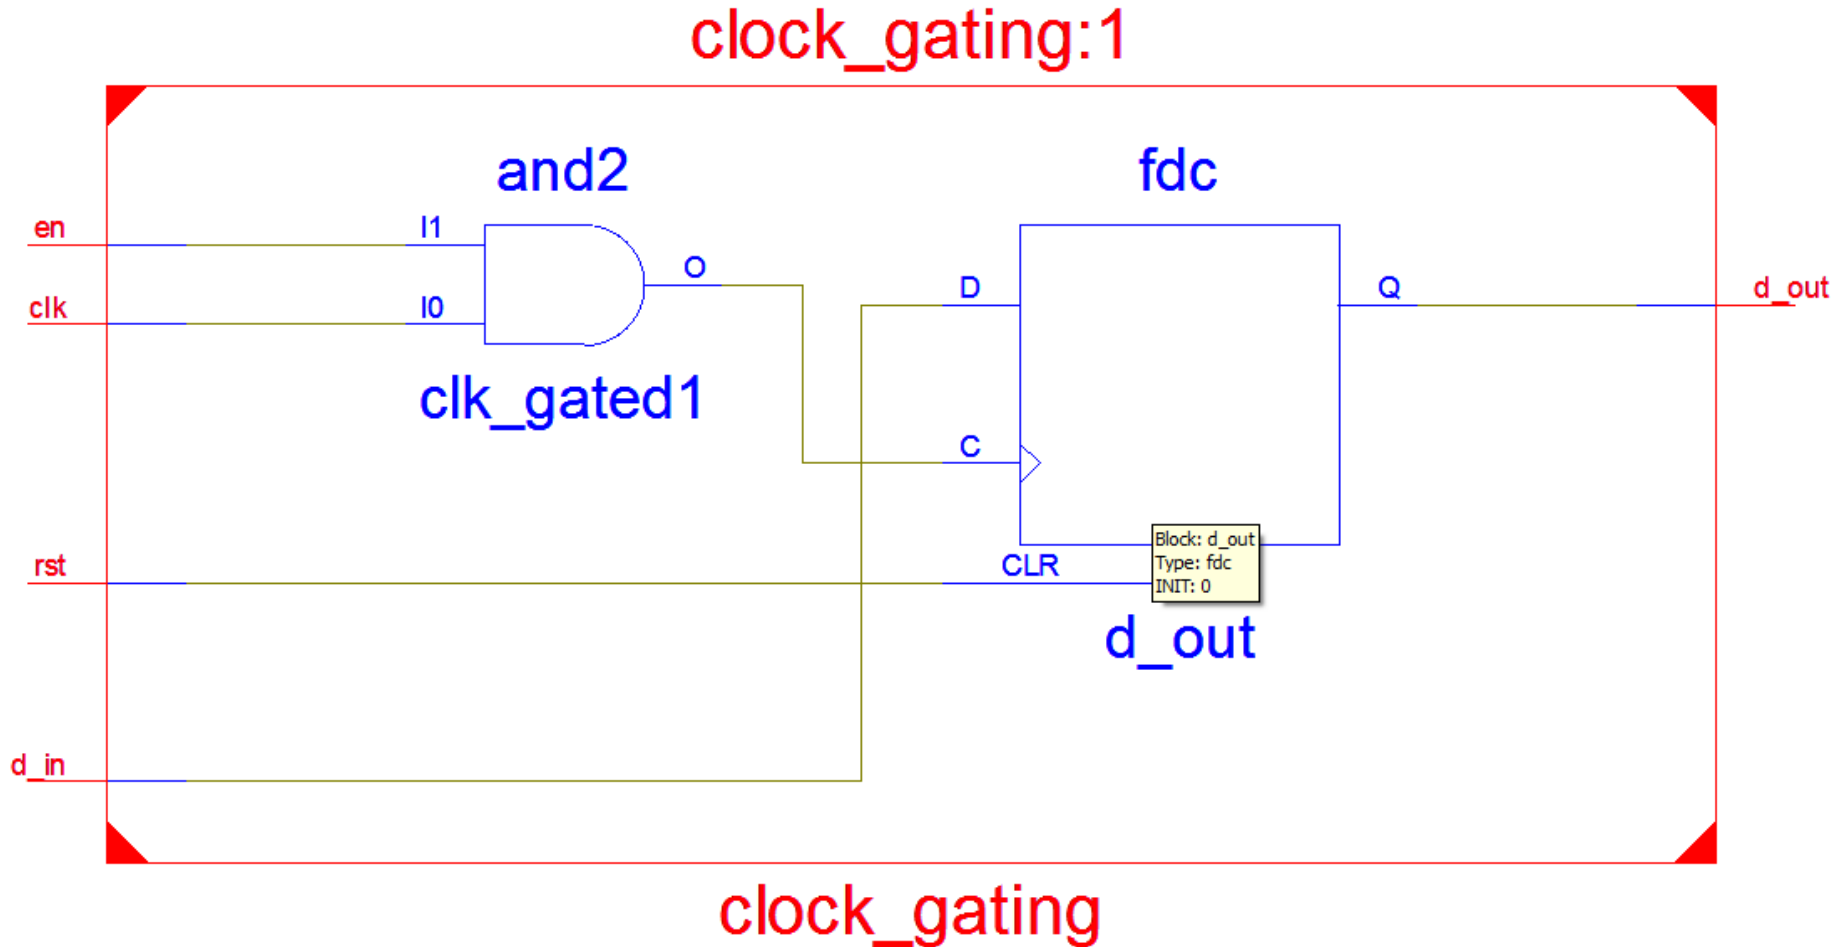 clock_gating:1
and2
fdc
en
I1
clk
I0
O
D
Q
d_out
clk_gated1
C
rst
CLR
Block: d_out
Type: fdc
INIT: 0
d_out
d_in
clock_gating